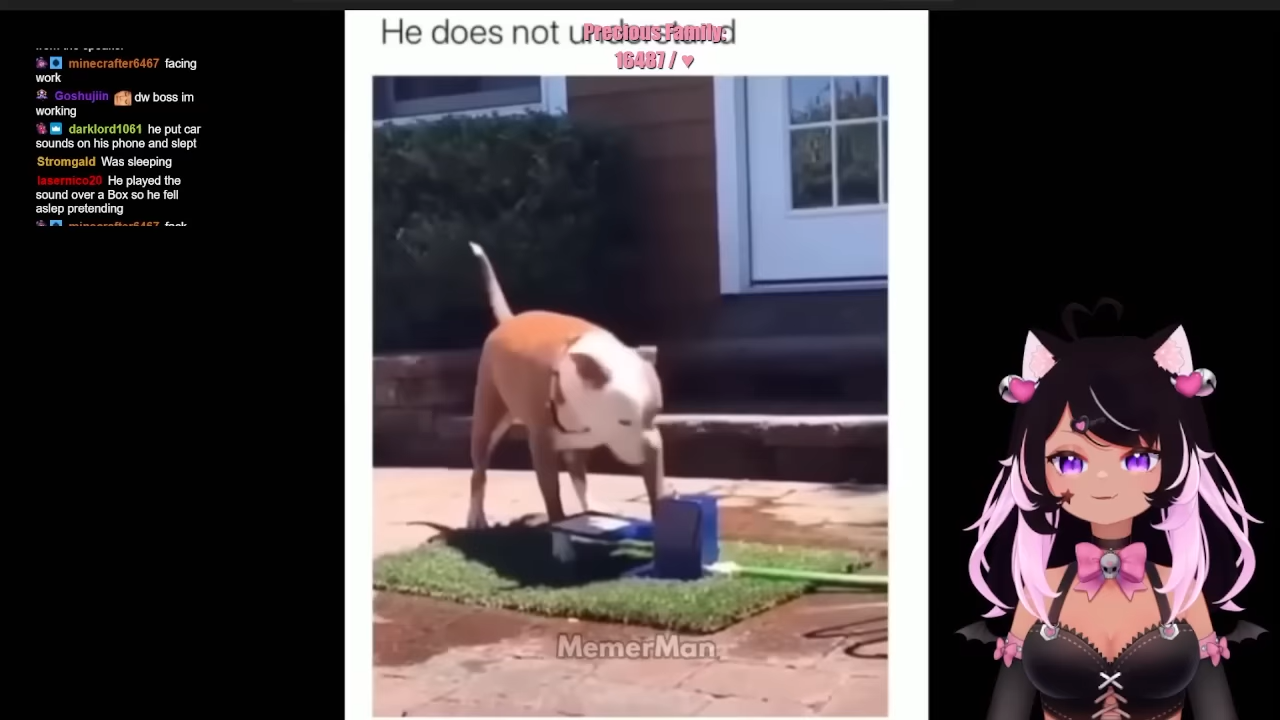 He does not understand
Precious Family:
16487 / ♥
minecrafter6467 facing
work
Goshujiin dw boss im
working
darklord1061 he put car
sounds on his phone and slept
Stromgald Was sleeping
lasernico20 He played the
sound over a Box so he fell
aslep pretending
MemerMan